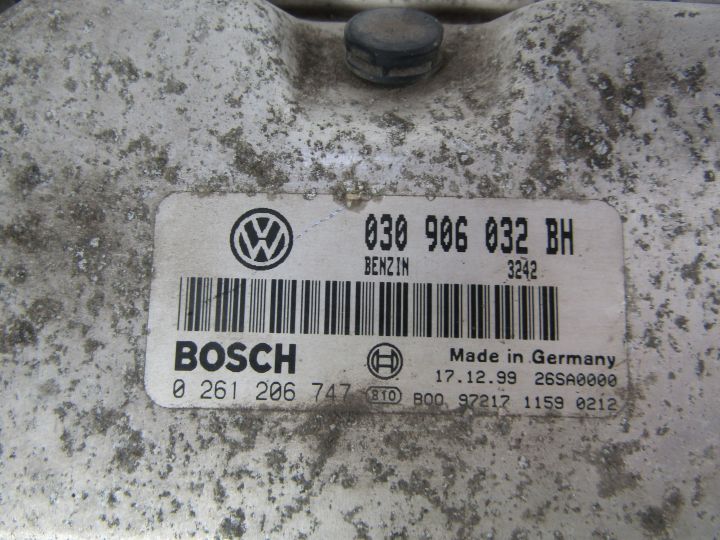 030 906 032 BH
BENZIN 3242
BOSCH Made in Germany
17.12.99 26SA0000
0 261 206 747 810 B00 97217 1159 0212